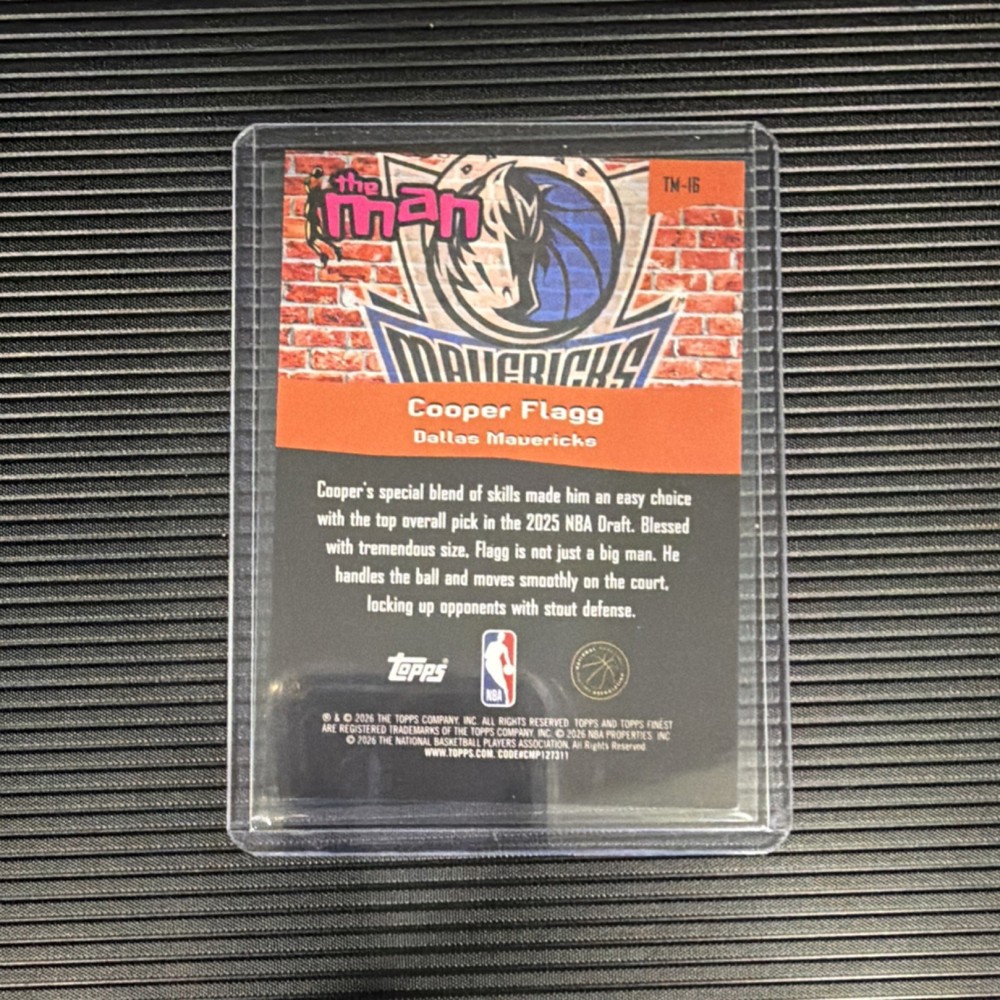 the
man
TM-16
MAVERICKS
Cooper Flagg
Dallas Mavericks
Cooper's special blend of skills made him an easy choice
with the top overall pick in the 2025 NBA Draft. Blessed
with tremendous size, Flagg is not just a big man. He
handles the ball and moves smoothly on the court,
locking up opponents with stout defense.
topps®
NBA
® & © 2026 THE TOPPS COMPANY, INC. ALL RIGHTS RESERVED. TOPPS AND TOPPS FINEST
ARE REGISTERED TRADEMARKS OF THE TOPPS COMPANY, INC. © 2026 NBA PROPERTIES, INC
© 2026 THE NATIONAL BASKETBALL PLAYERS ASSOCIATION. All Rights Reserved.
WWW.TOPPS.COM. CODE#CMP127311